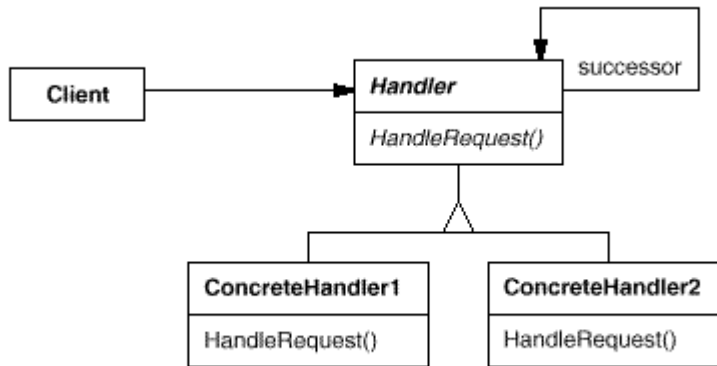 successor
Client
Handler
HandleRequest()
ConcreteHandler1
ConcreteHandler2
HandleRequest()
HandleRequest()